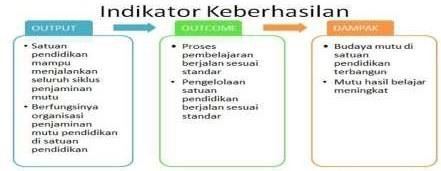 Indikator Keberhasilan
OUTPUT
• Satuan
pendidikan
mampu
menjalankan
seluruh siklus
penjaminan
mutu
• Berfungsinya
organisasi
penjaminan
mutu pendidikan
di satuan
pendidikan
OUTCOME
• Proses
pembelajaran
berjalan sesuai
standar
• Pengelolaan
satuan
pendidikan
berjalan sesuai
standar
DAMPAK
• Budaya mutu di
satuan
pendidikan
terbangun
• Mutu hasil belajar
meningkat